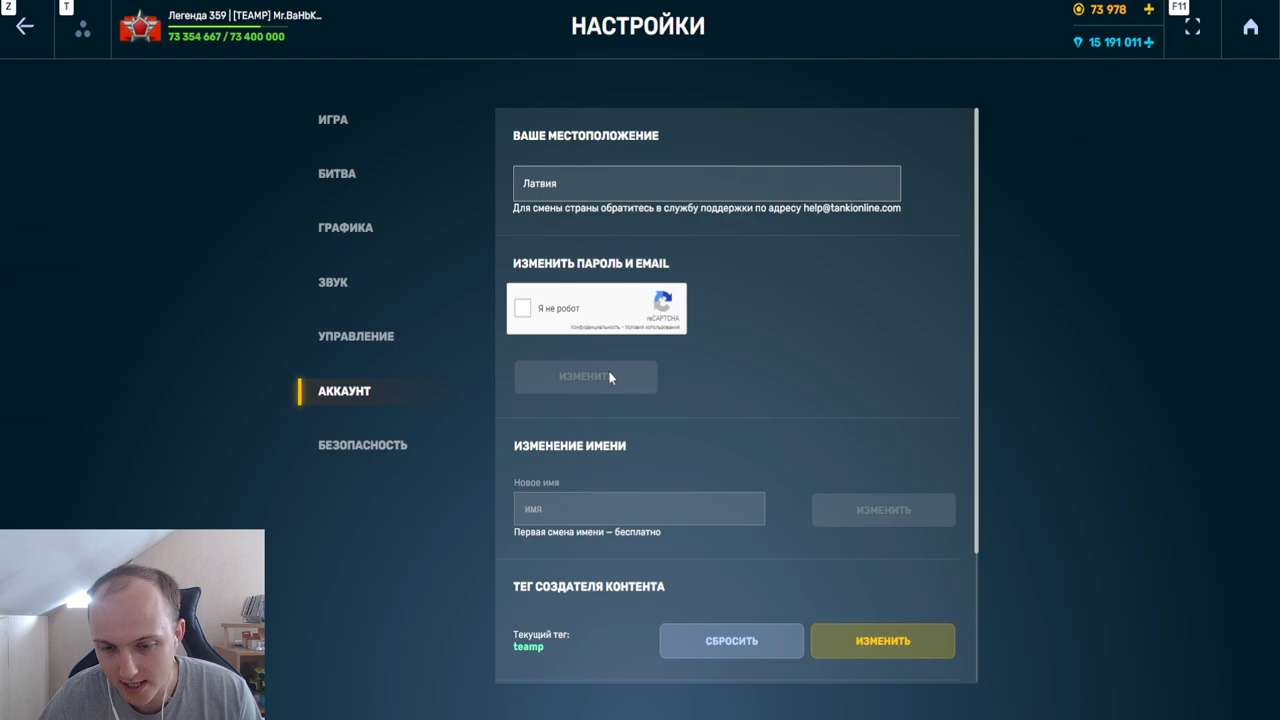 Z
T
Легенда 359 | [TEAMP] Mr.BaHbK...
73 354 667 / 73 400 000
НАСТРОЙКИ
73 978
15 191 011
F11
ИГРА
БИТВА
ГРАФИКА
ЗВУК
УПРАВЛЕНИЕ
АККАУНТ
БЕЗОПАСНОСТЬ
ВАШЕ МЕСТОПОЛОЖЕНИЕ
Латвия
Для смены страны обратитесь в службу поддержки по адресу help@tankionline.com
ИЗМЕНИТЬ ПАРОЛЬ И EMAIL
Я не робот
reCAPTCHA
Конфиденциальность - Условия использования
ИЗМЕНИТЬ
ИЗМЕНЕНИЕ ИМЕНИ
Новое имя
имя
ИЗМЕНИТЬ
Первая смена имени — бесплатно
ТЕГ СОЗДАТЕЛЯ КОНТЕНТА
Текущий тег:
teamp
СБРОСИТЬ
ИЗМЕНИТЬ